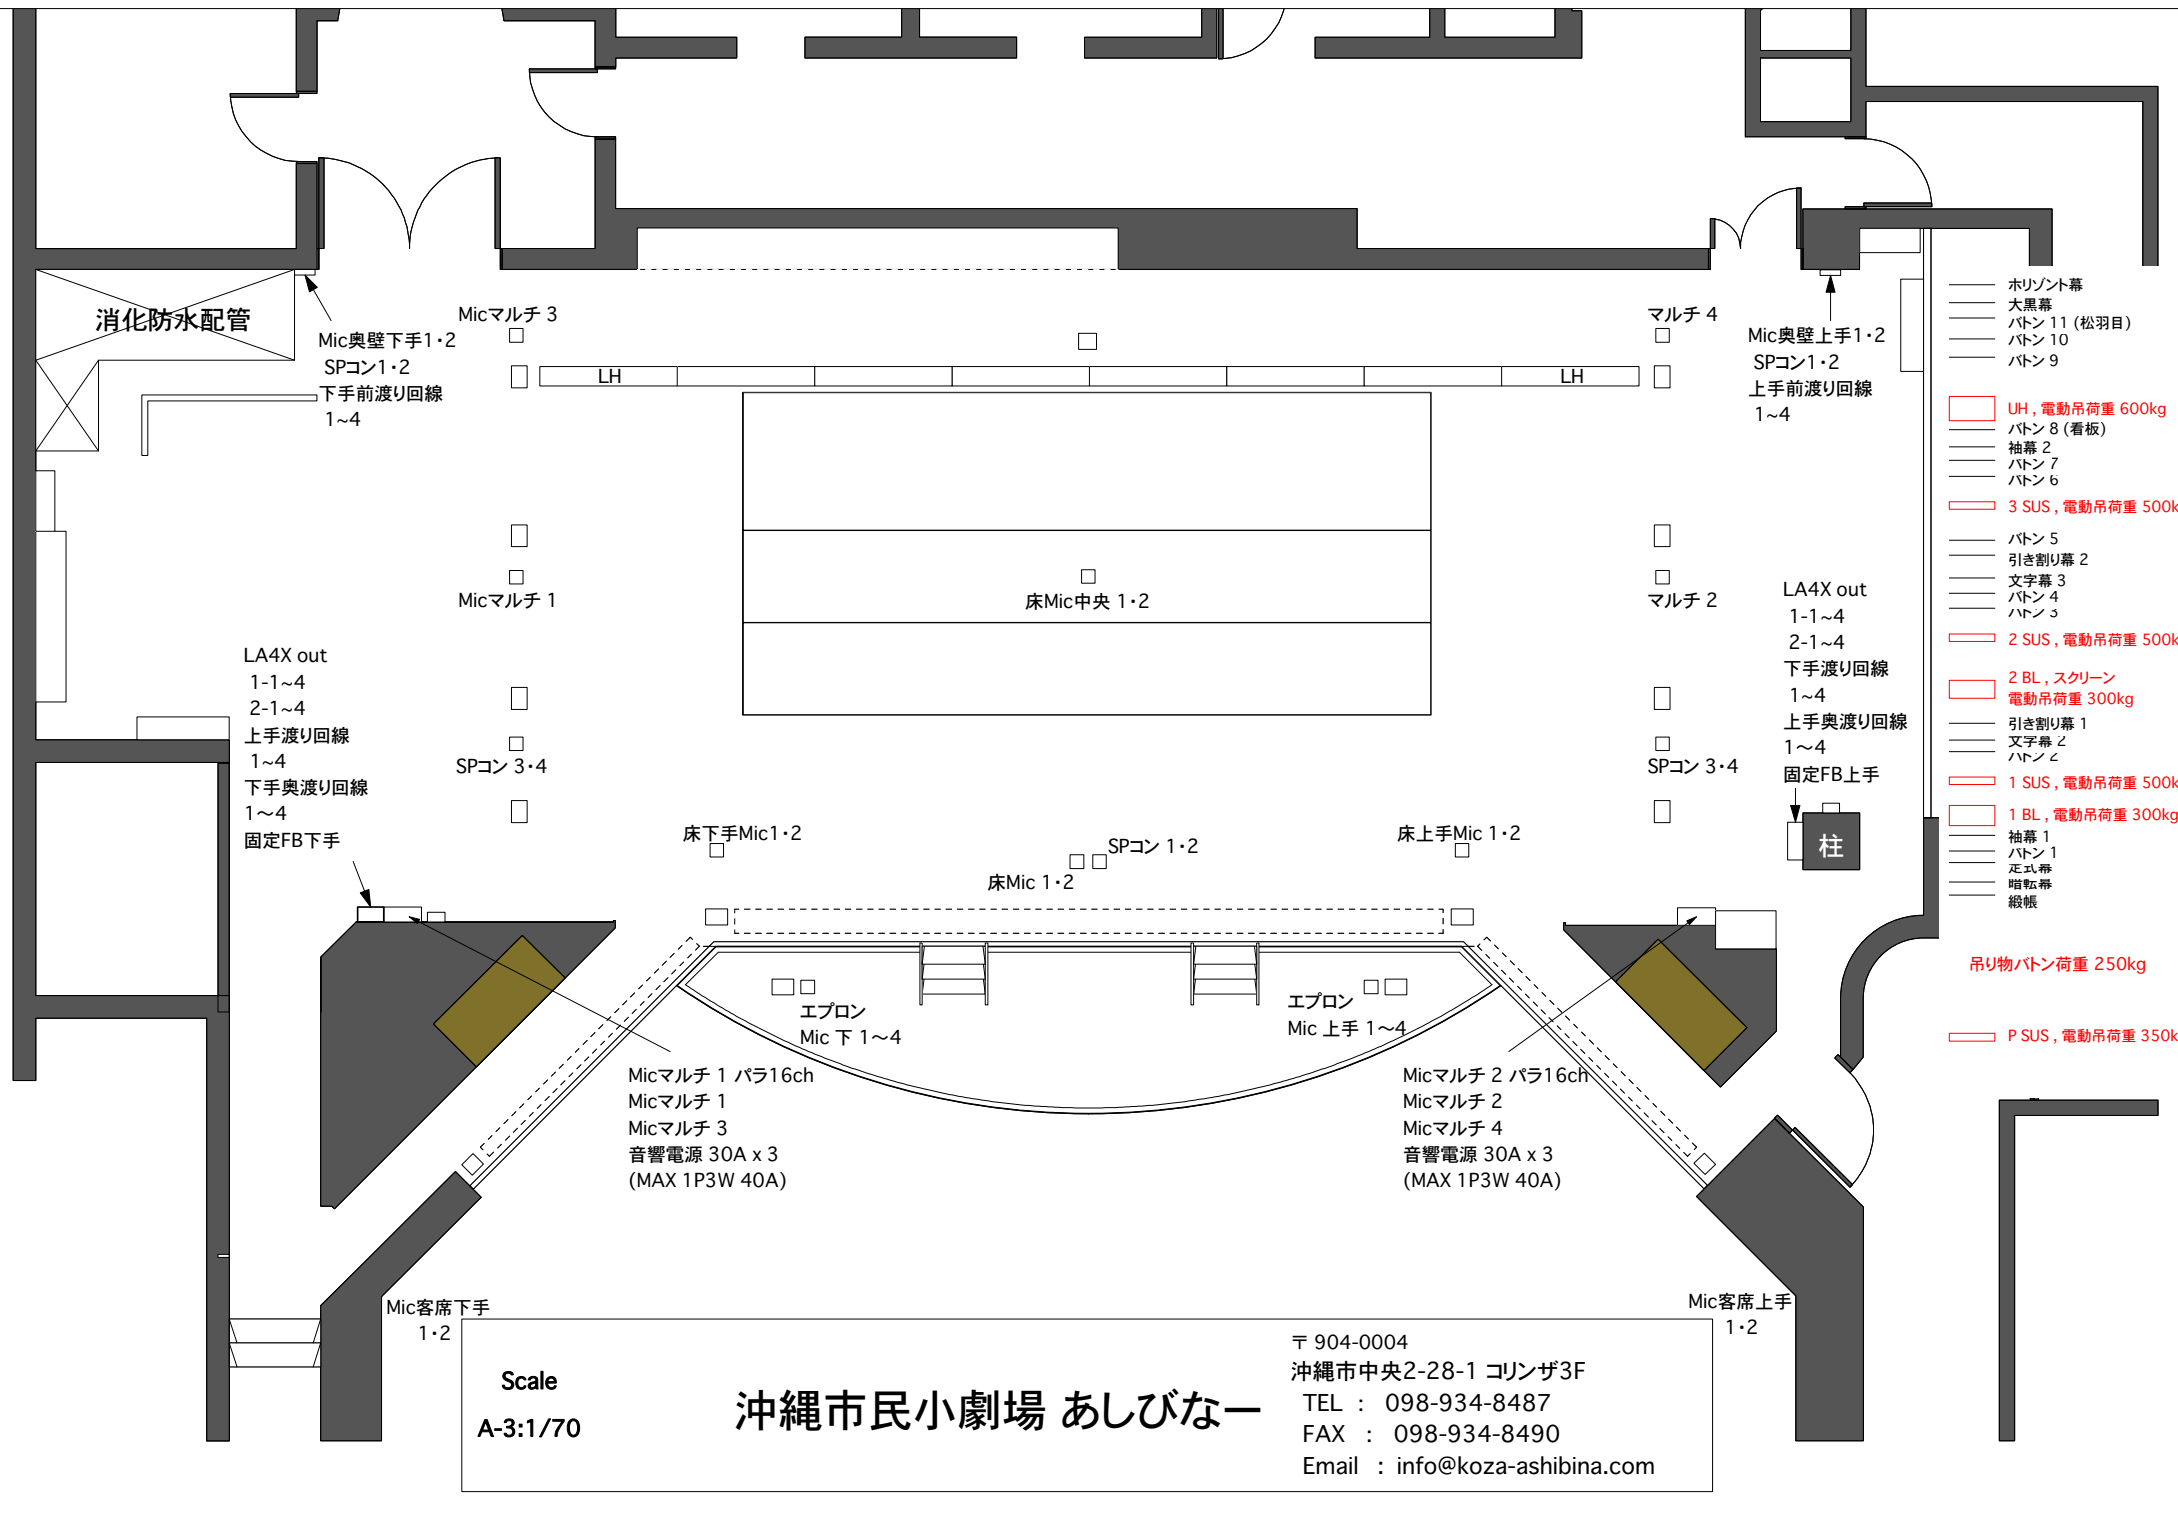 消化防水配管
Mic奥壁下手1・2
SPコン1・2
下手前渡り回線
1~4
Micマルチ 3
LH
LH
マルチ 4
Mic奥壁上手1・2
SPコン1・2
上手前渡り回線
1~4
Micマルチ 1
床Mic中央 1・2
マルチ 2
LA4X out
1-1~4
2-1~4
上手渡り回線
1~4
下手奥渡り回線
1～4
固定FB下手
LA4X out
1-1~4
2-1~4
下手渡り回線
1~4
上手奥渡り回線
1～4
固定FB上手
柱
SPコン 3・4
SPコン 3・4
床下手Mic1・2
SPコン 1・2
床Mic 1・2
床上手Mic 1・2
エプロン
Mic 下 1～4
エプロン
Mic 上手 1～4
Micマルチ 1 パラ16ch
Micマルチ 1
Micマルチ 3
音響電源 30A x 3
(MAX 1P3W 40A)
Micマルチ 2 パラ16ch
Micマルチ 2
Micマルチ 4
音響電源 30A x 3
(MAX 1P3W 40A)
Mic客席下手
1・2
Mic客席上手
1・2
ホリゾント幕
大黒幕
バトン 11 (松羽目)
バトン 10
バトン 9
UH , 電動吊荷重 600kg
バトン 8 (看板)
袖幕 2
バトン 7
バトン 6
3 SUS , 電動吊荷重 500k
バトン 5
引き割り幕 2
文字幕 3
バトン 4
バトン 3
2 SUS , 電動吊荷重 500k
2 BL , スクリーン
電動吊荷重 300kg
引き割り幕 1
文字幕 2
バトン 2
1 SUS , 電動吊荷重 500k
1 BL , 電動吊荷重 300kg
袖幕 1
バトン 1
定式幕
暗転幕
緞帳
吊り物バトン荷重 250kg
P SUS , 電動吊荷重 350k
Scale
A-3:1/70
沖縄市民小劇場 あしびなー
〒 904-0004
沖縄市中央2-28-1 コリンザ3F
TEL : 098-934-8487
FAX : 098-934-8490
Email : info@koza-ashibina.com